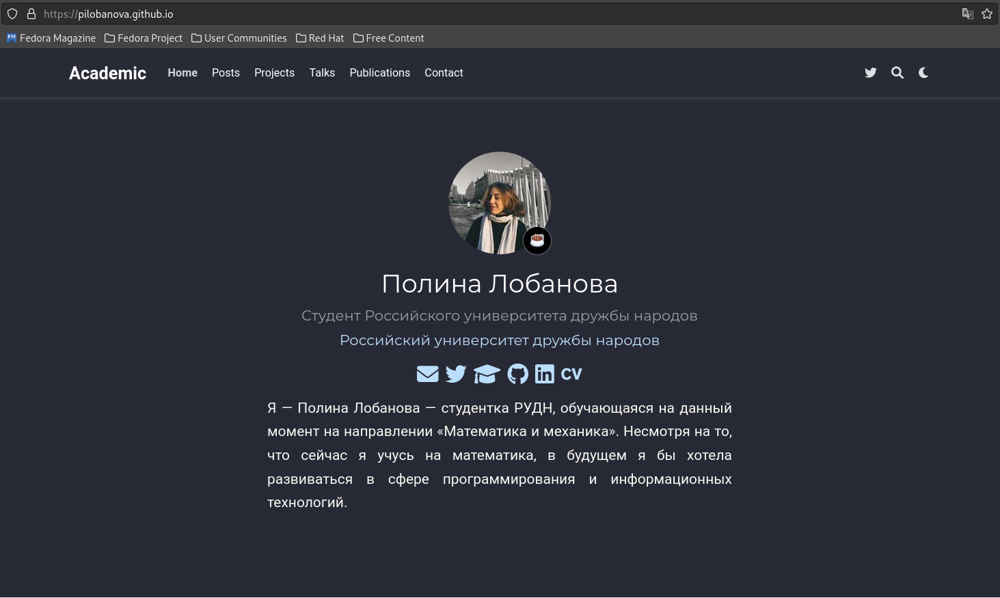 https://pilobanova.github.io
Fedora Magazine Fedora Project User Communities Red Hat Free Content
Academic Home Posts Projects Talks Publications Contact
Полина Лобанова
Студент Российского университета дружбы народов
Российский университет дружбы народов
CV
Я — Полина Лобанова — студентка РУДН, обучающаяся на данный
момент на направлении «Математика и механика». Несмотря на то,
что сейчас я учусь на математика, в будущем я бы хотела
развиваться в сфере программирования и информационных
технологий.